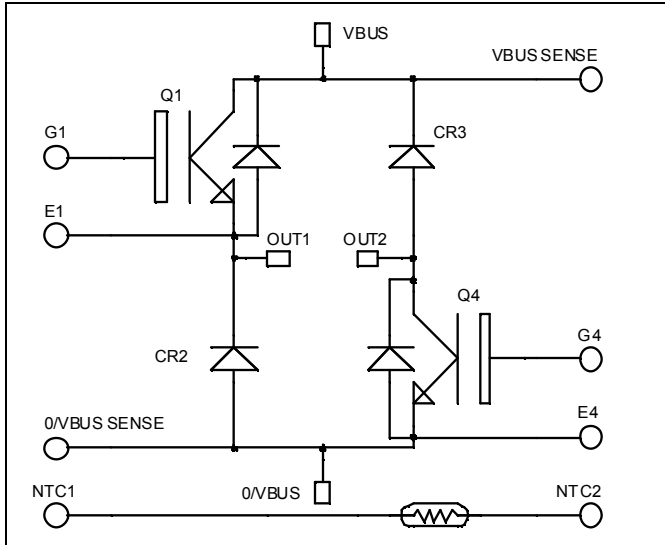 VBUS
VBUS SENSE
Q1
G1
CR3
E1
OUT1
OUT2
Q4
CR2
G4
0/VBUS SENSE
E4
NTC1
0/VBUS
NTC2